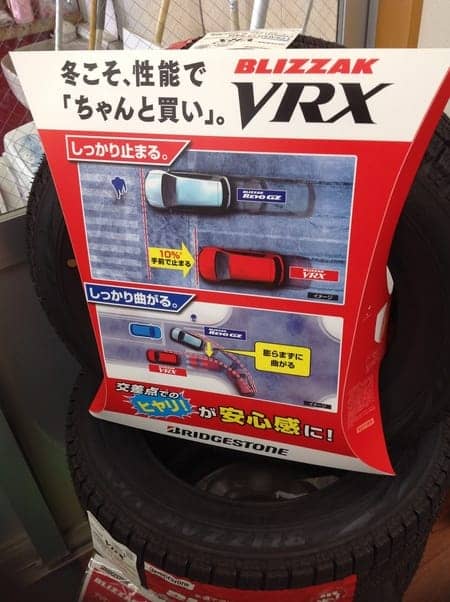 冬こそ、性能で
「ちゃんと買い」。
BLIZZAK
VRX
しっかり止まる。
BLIZZAK
REVO GZ
10%
手前で止まる
BLIZZAK
VRX
イメージ
しっかり曲がる。
BLIZZAK
REVO GZ
BLIZZAK
VRX
膨らまずに
曲がる
イメージ
交差点での
ヒヤリ!が安心感に!
BRIDGESTONE
VRX